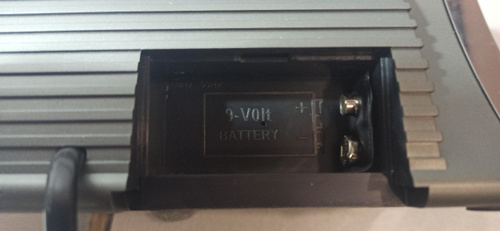 9-Volt
BATTERY
+
-